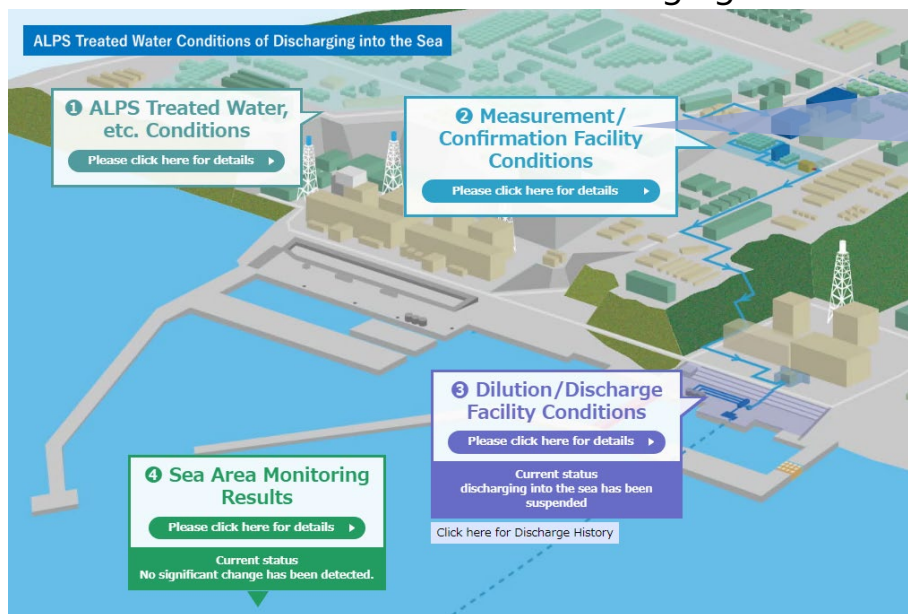 ALPS Treated Water Conditions of Discharging into the Sea
❶ ALPS Treated Water,
etc. Conditions
Please click here for details
❷ Measurement/
Confirmation Facility
Conditions
Please click here for details
❸ Dilution/Discharge
Facility Conditions
Please click here for details
Current status
discharging into the sea has been
suspended
Click here for Discharge History
❹ Sea Area Monitoring
Results
Please click here for details
Current status
No significant change has been detected.